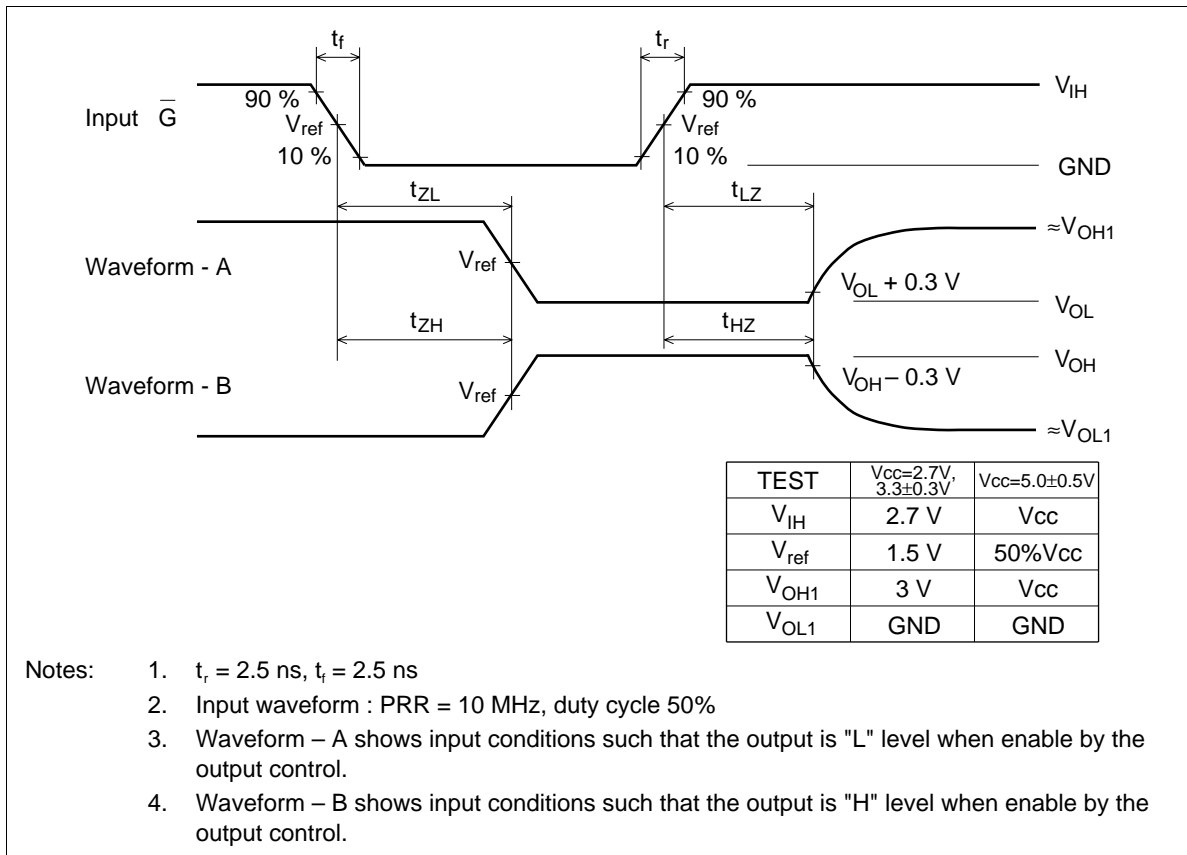 tf tr
90 % 90 % VIH
Input G̅ Vref Vref
10 % 10 % GND
tZL tLZ
≈VOH1
Waveform - A Vref VOL + 0.3 V
VOL
tZH tHZ
VOH
Waveform - B Vref VOH – 0.3 V
≈VOL1
TEST Vcc=2.7V, 3.3±0.3V Vcc=5.0±0.5V
VIH 2.7 V Vcc
Vref 1.5 V 50%Vcc
VOH1 3 V Vcc
VOL1 GND GND
Notes: 1. tr = 2.5 ns, tf = 2.5 ns
2. Input waveform : PRR = 10 MHz, duty cycle 50%
3. Waveform – A shows input conditions such that the output is "L" level when enable by the
output control.
4. Waveform – B shows input conditions such that the output is "H" level when enable by the
output control.